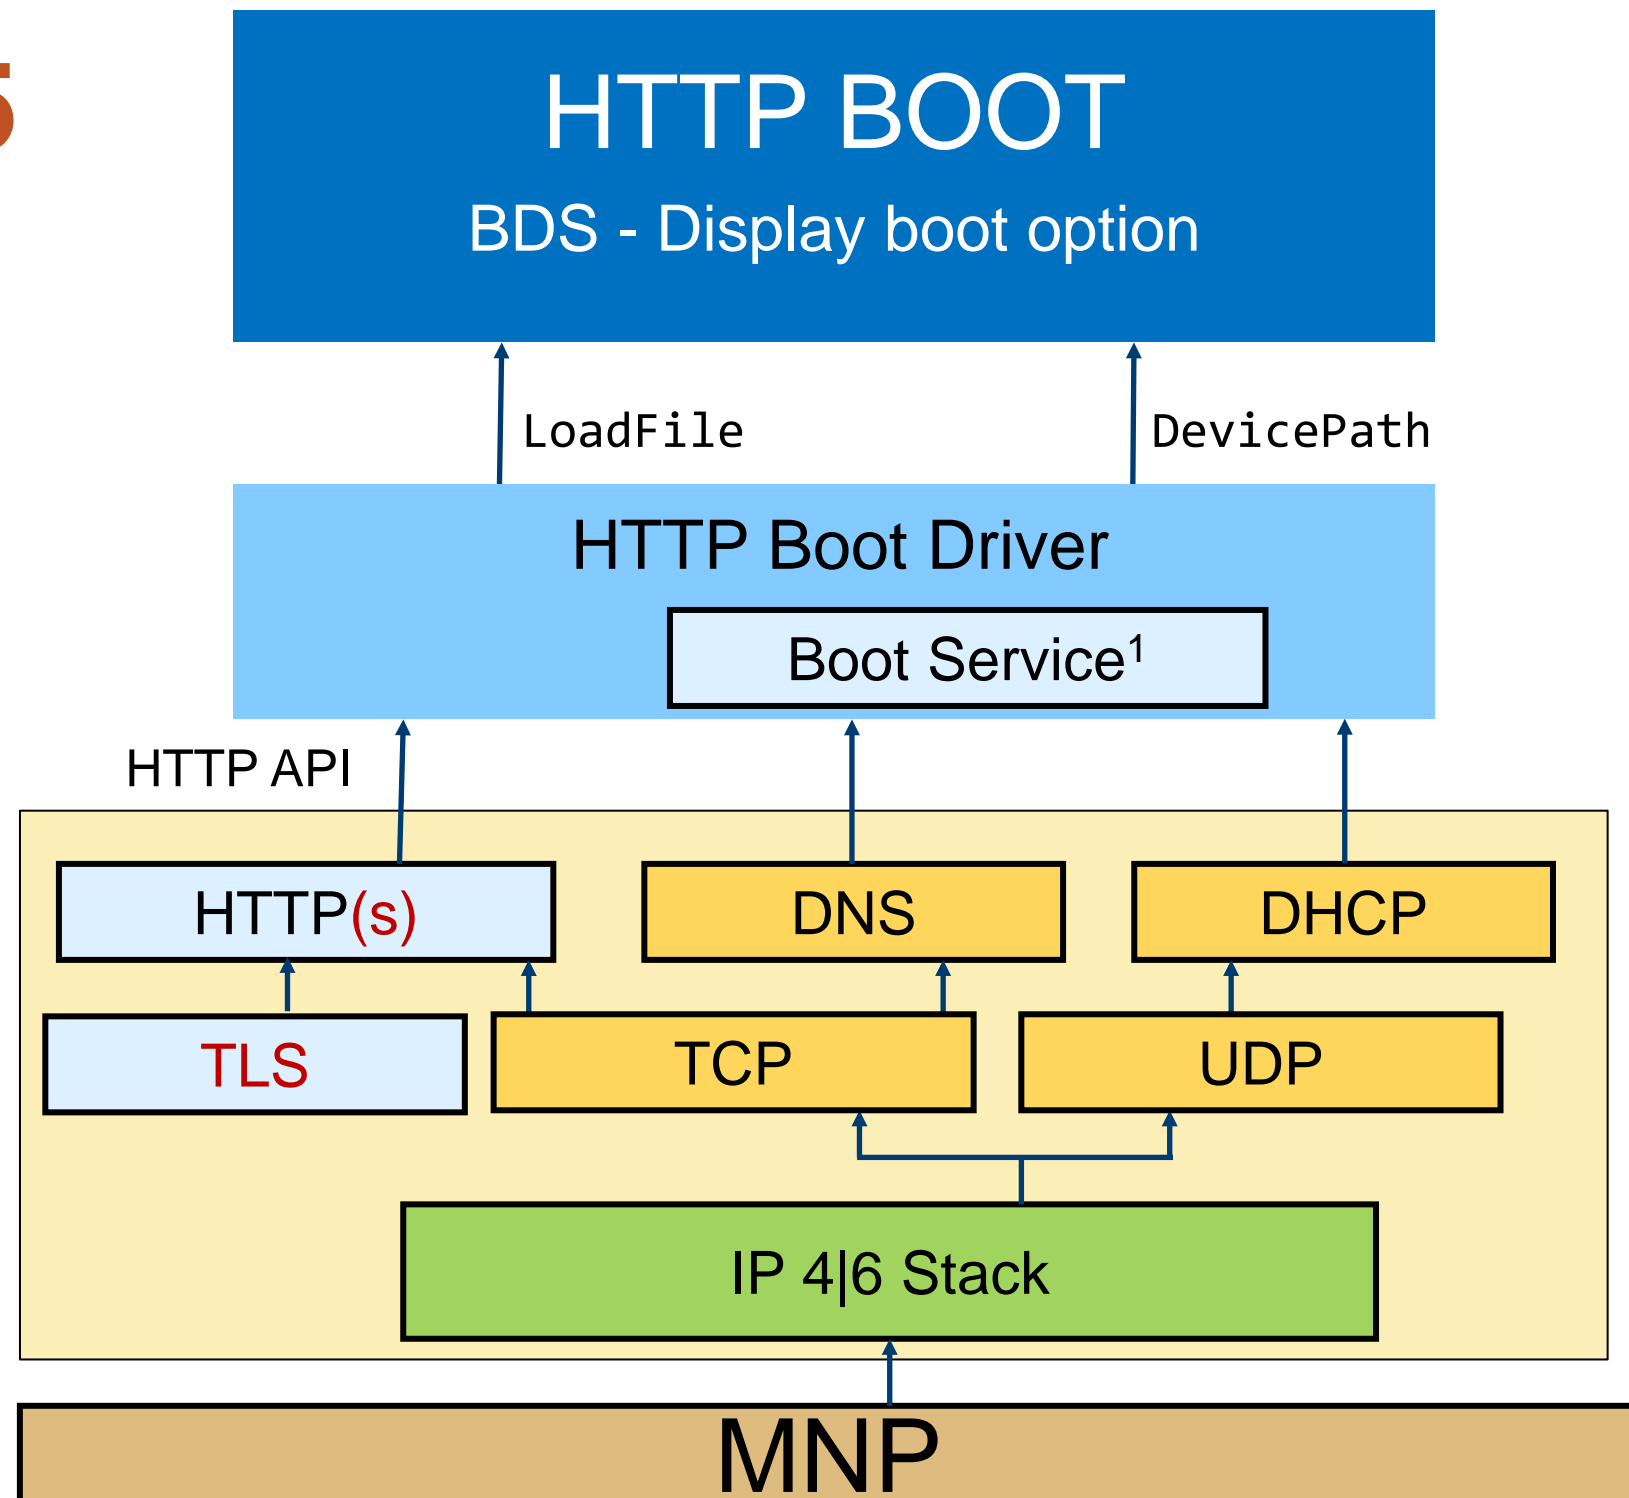 HTTP BOOT
BDS - Display boot option
LoadFile
DevicePath
HTTP Boot Driver
Boot Service¹
HTTP API
HTTP(s)
DNS
DHCP
TLS
TCP
UDP
IP 4|6 Stack
MNP